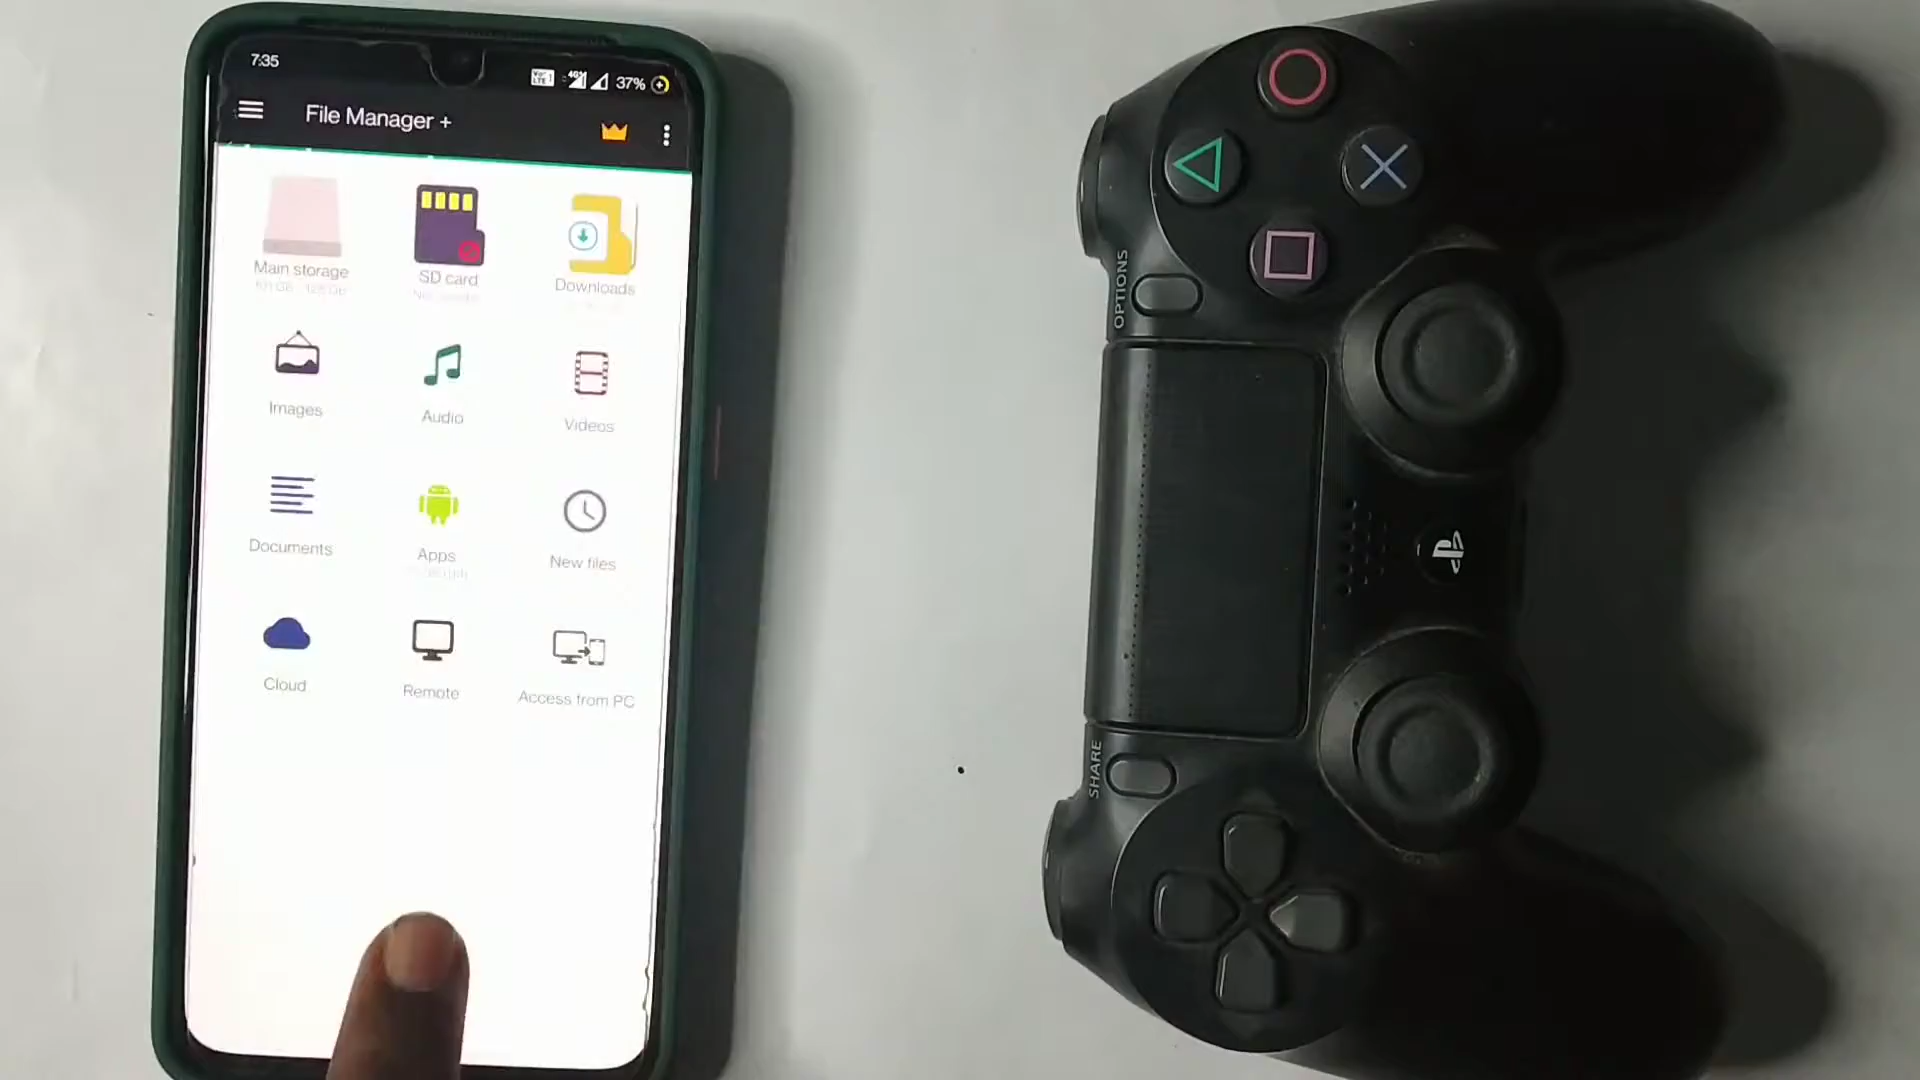 7:35
37%
File Manager +
Main storage
SD card
Downloads
Images
Audio
Videos
Documents
Apps
New files
Cloud
Remote
Access from PC
OPTIONS
SHARE